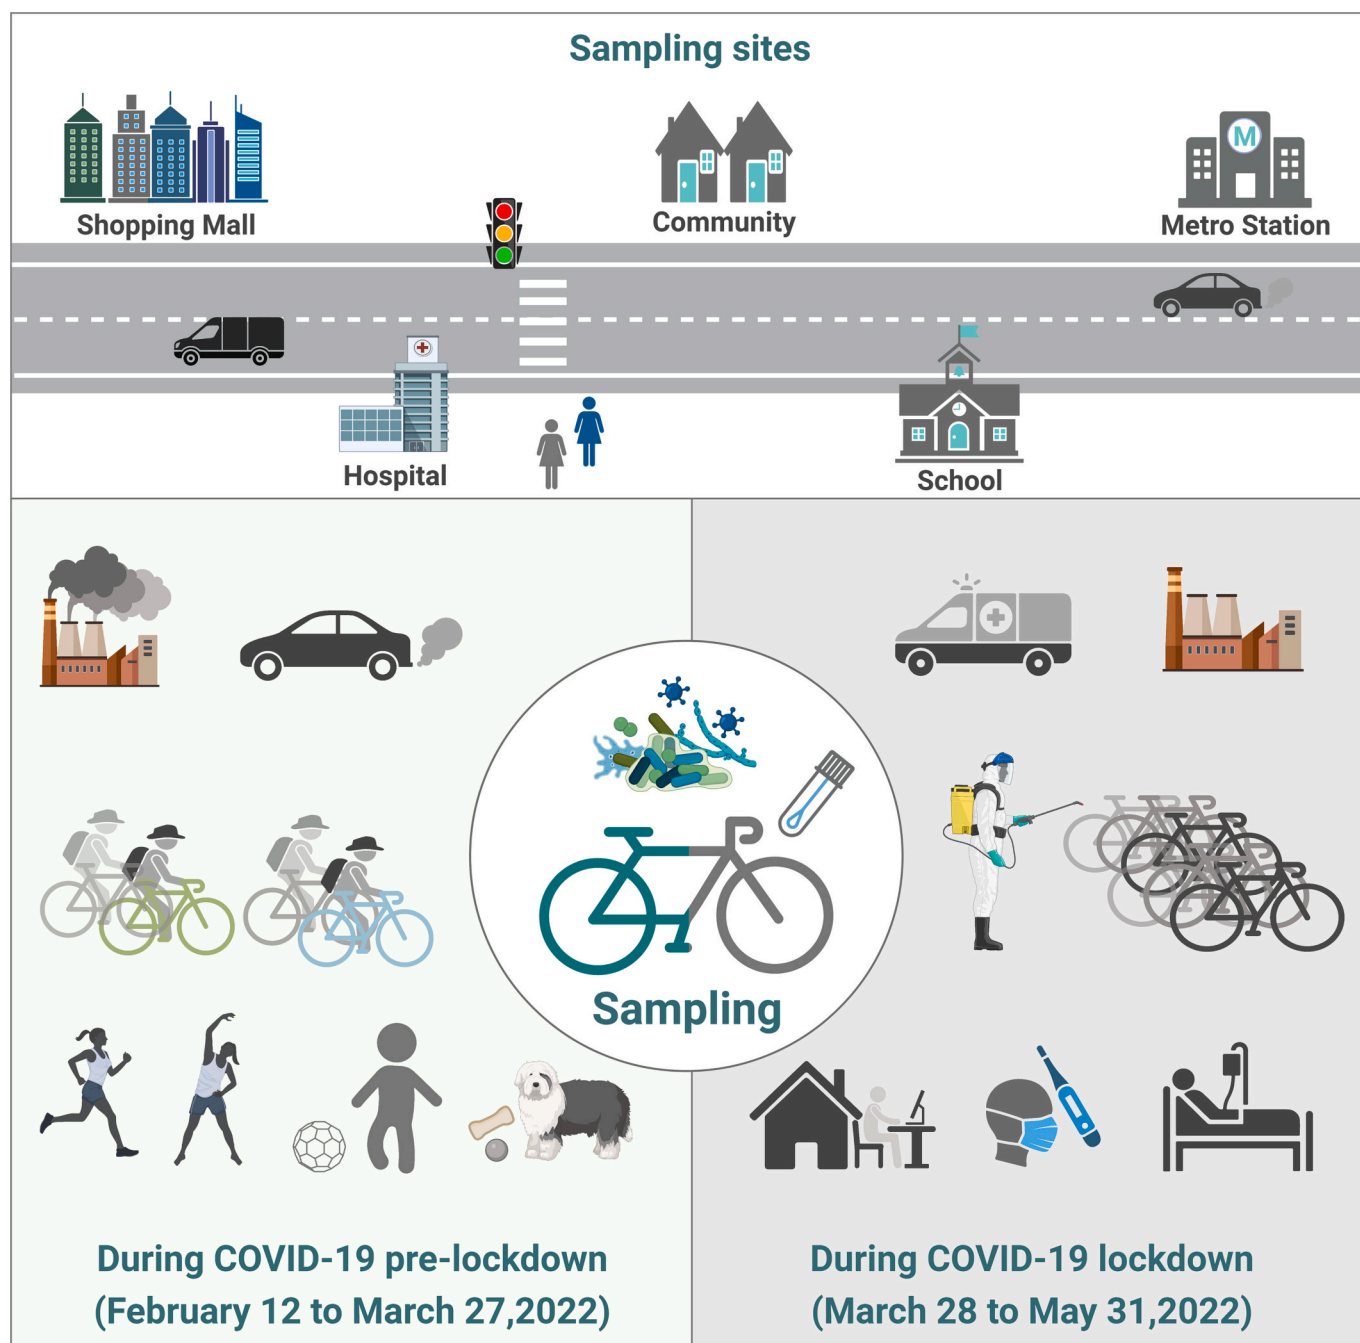 Sampling sites
Shopping Mall
Community
M
Metro Station
Hospital
School
Sampling
During COVID-19 pre-lockdown
(February 12 to March 27,2022)
During COVID-19 lockdown
(March 28 to May 31,2022)